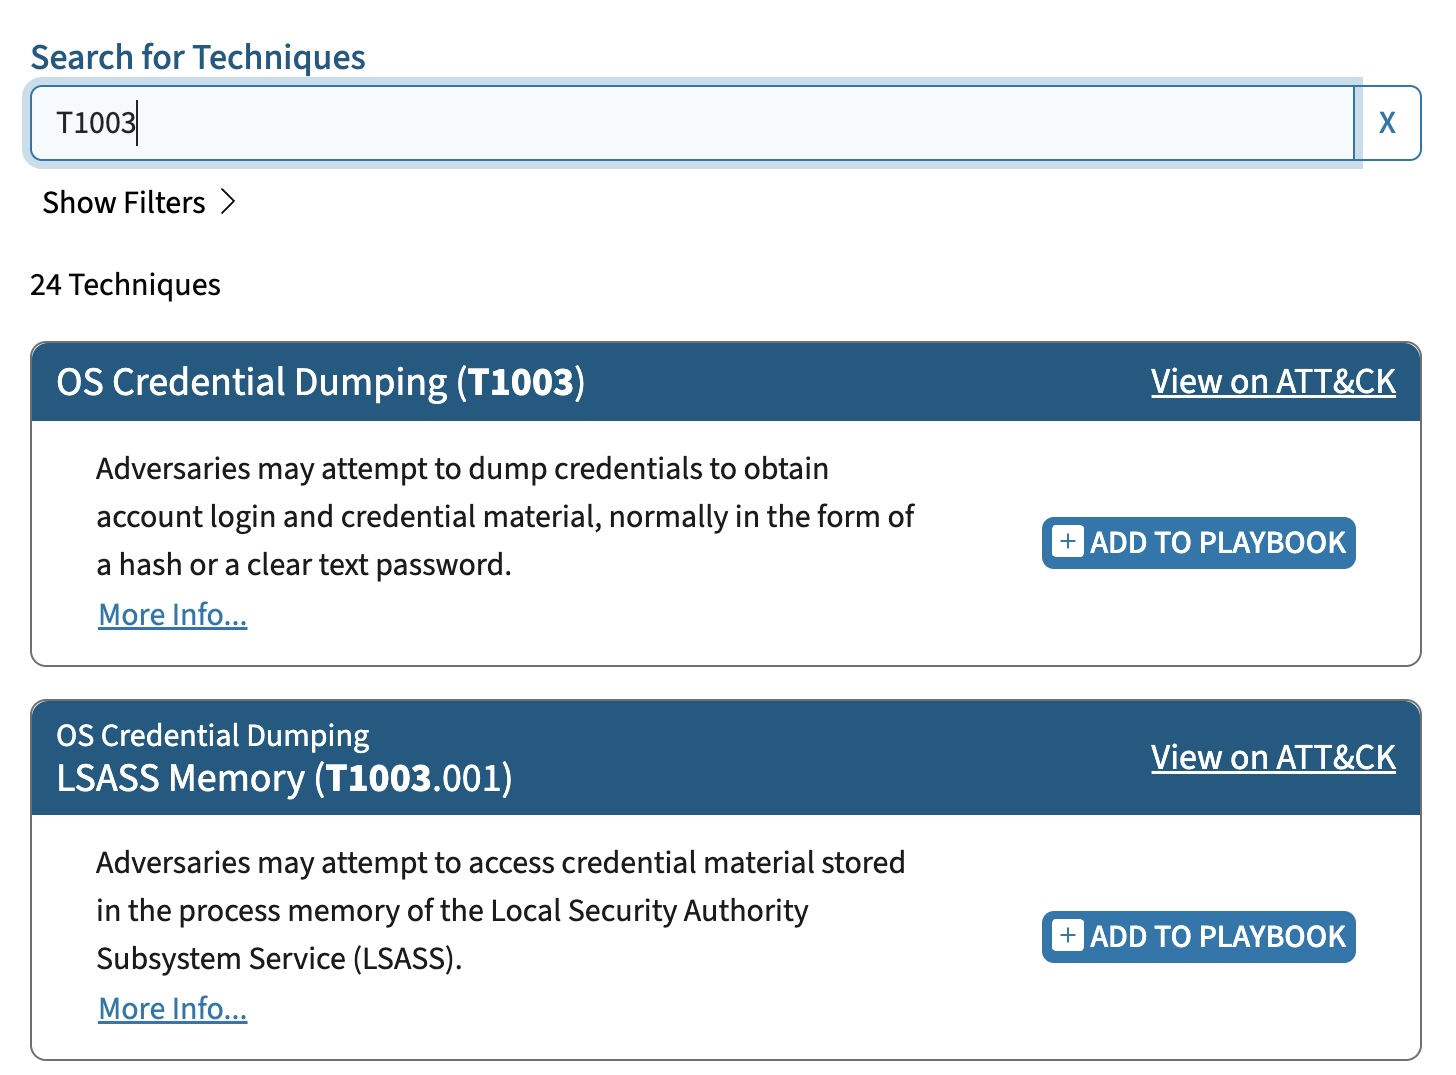 Search for Techniques
T1003
X
Show Filters
24 Techniques
OS Credential Dumping (T1003)
View on ATT&CK
Adversaries may attempt to dump credentials to obtain
account login and credential material, normally in the form of
a hash or a clear text password.
ADD TO PLAYBOOK
More Info...
OS Credential Dumping
LSASS Memory (T1003.001)
View on ATT&CK
Adversaries may attempt to access credential material stored
in the process memory of the Local Security Authority
Subsystem Service (LSASS).
ADD TO PLAYBOOK
More Info...